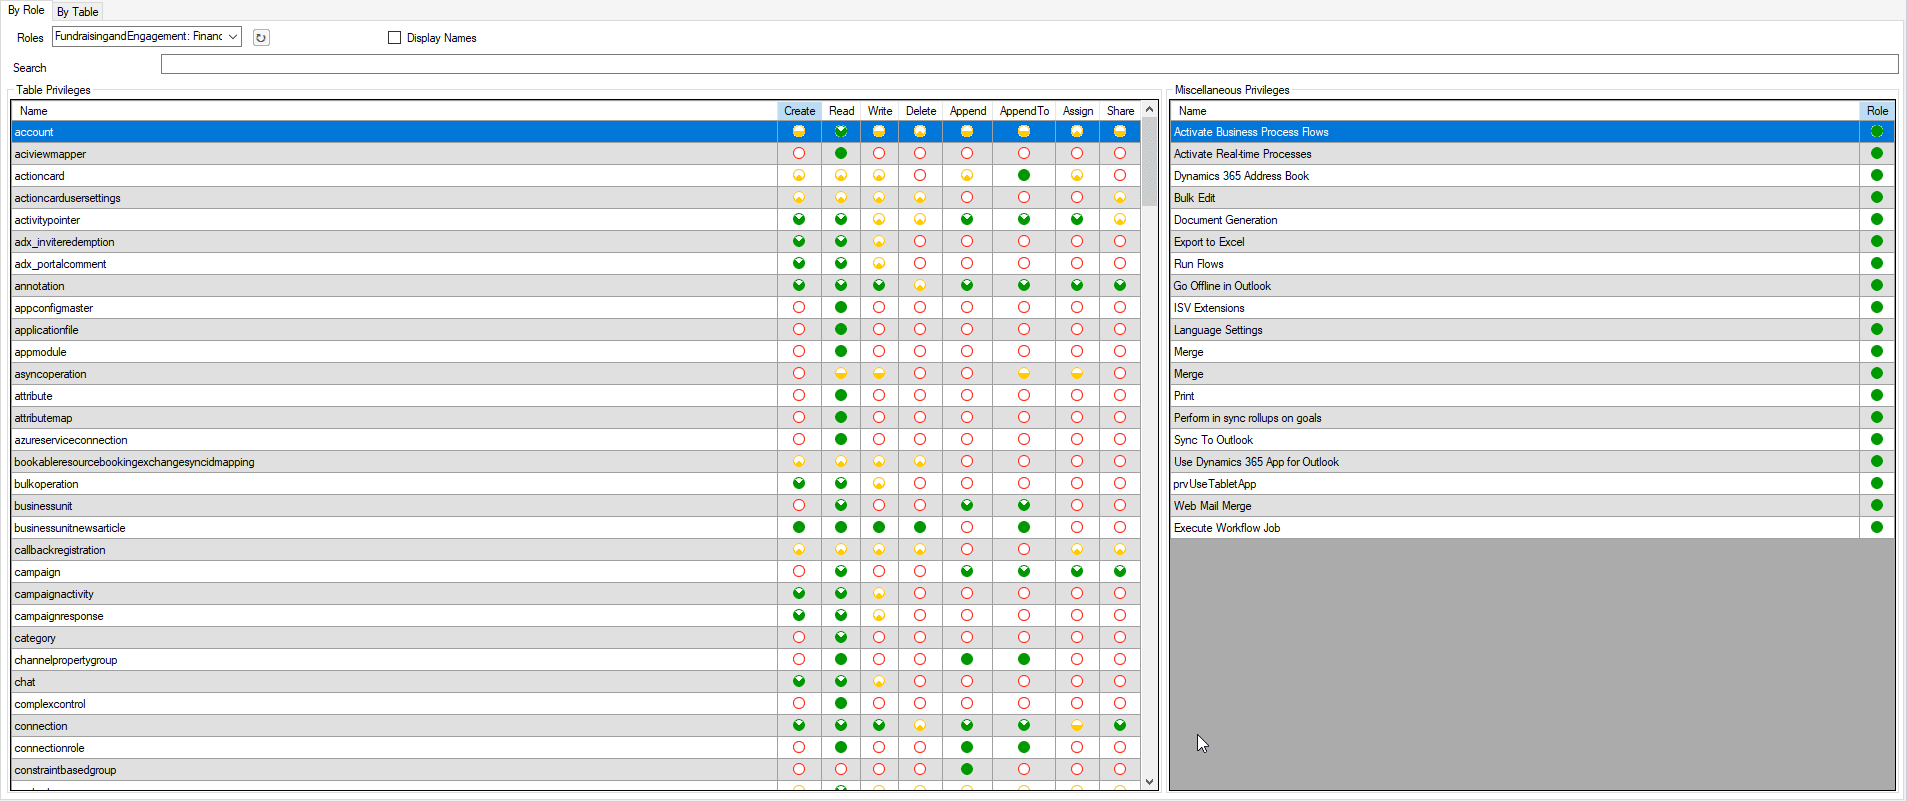 By Role By Table
Roles FundraisingandEngagement: Financ Display Names
Search
Table Privileges
Name Create Read Write Delete Append AppendTo Assign Share
account
aciviewmapper
actioncard
actioncardusersettings
activitypointer
adx_inviteredemption
adx_portalcomment
annotation
appconfigmaster
applicationfile
appmodule
asyncoperation
attribute
attributemap
azureserviceconnection
bookableresourcebookingexchangesyncidmapping
bulkoperation
businessunit
businessunitnewsarticle
callbackregistration
campaign
campaignactivity
campaignresponse
category
channelpropertygroup
chat
complexcontrol
connection
connectionrole
constraintbasedgroup
Miscellaneous Privileges
Name Role
Activate Business Process Flows
Activate Real-time Processes
Dynamics 365 Address Book
Bulk Edit
Document Generation
Export to Excel
Run Flows
Go Offline in Outlook
ISV Extensions
Language Settings
Merge
Merge
Print
Perform in sync rollups on goals
Sync To Outlook
Use Dynamics 365 App for Outlook
prvUseTabletApp
Web Mail Merge
Execute Workflow Job